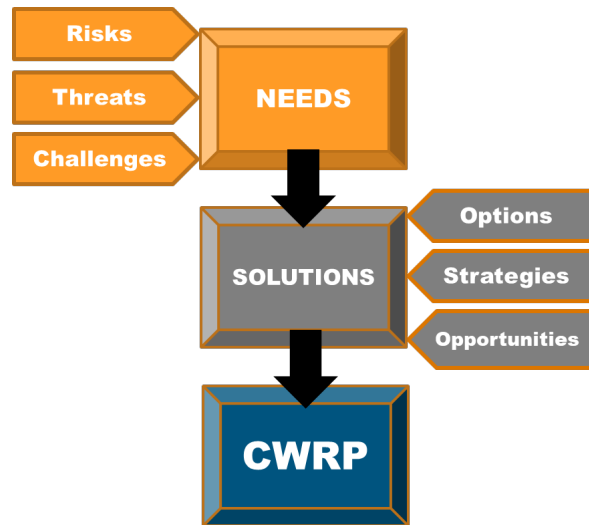 Risks
Threats
Challenges
NEEDS
Options
Strategies
Opportunities
SOLUTIONS
CWRP